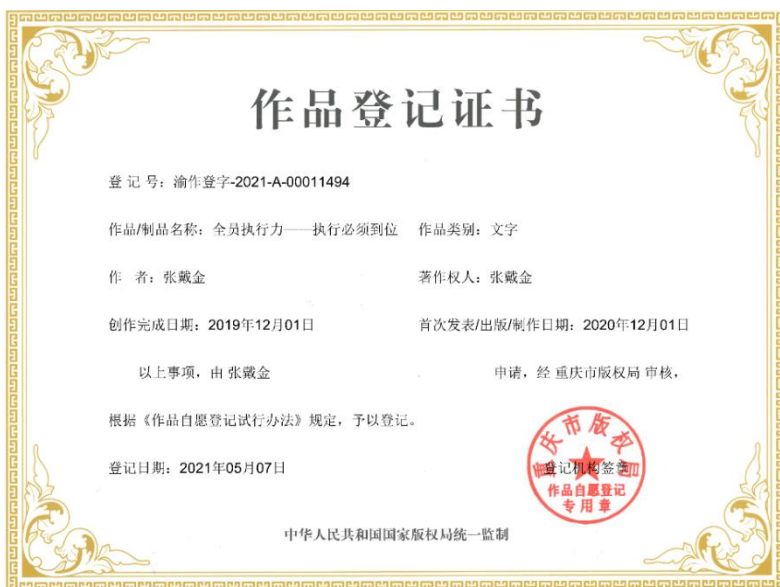 作品登记证书
登 记 号：渝作登字-2021-A-00011494
作品/制品名称：全员执行力——执行必须到位 作品类别：文字
作 者：张戴金 著作权人：张戴金
创作完成日期：2019年12月01日 首次发表/出版/制作日期：2020年12月01日
以上事项，由 张戴金 申请，经 重庆市版权局 审核，
根据《作品自愿登记试行办法》规定，予以登记。
登记日期：2021年05月07日 登记机构签章
重庆市版权局
作品自愿登记
专用章
中华人民共和国国家版权局统一监制